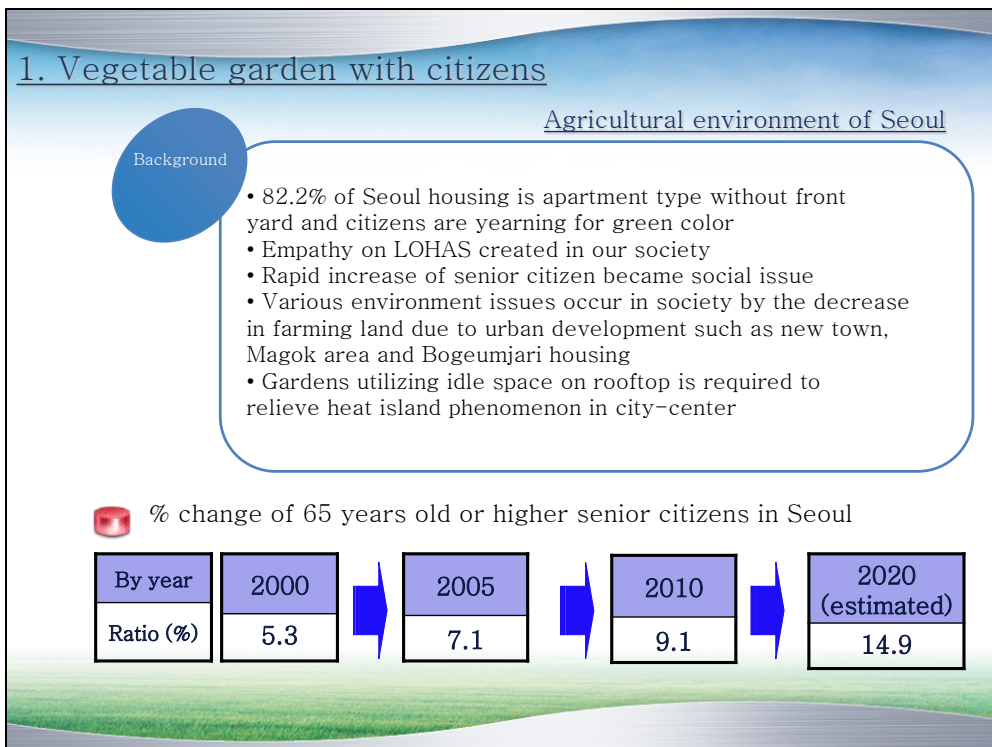 1. Vegetable garden with citizens
Agricultural environment of Seoul
Background
• 82.2% of Seoul housing is apartment type without front
yard and citizens are yearning for green color
• Empathy on LOHAS created in our society
• Rapid increase of senior citizen became social issue
• Various environment issues occur in society by the decrease
in farming land due to urban development such as new town,
Magok area and Bogeumjari housing
• Gardens utilizing idle space on rooftop is required to
relieve heat island phenomenon in city-center
% change of 65 years old or higher senior citizens in Seoul
By year 2000 2005 2010 2020
(estimated)
Ratio (%) 5.3 7.1 9.1 14.9